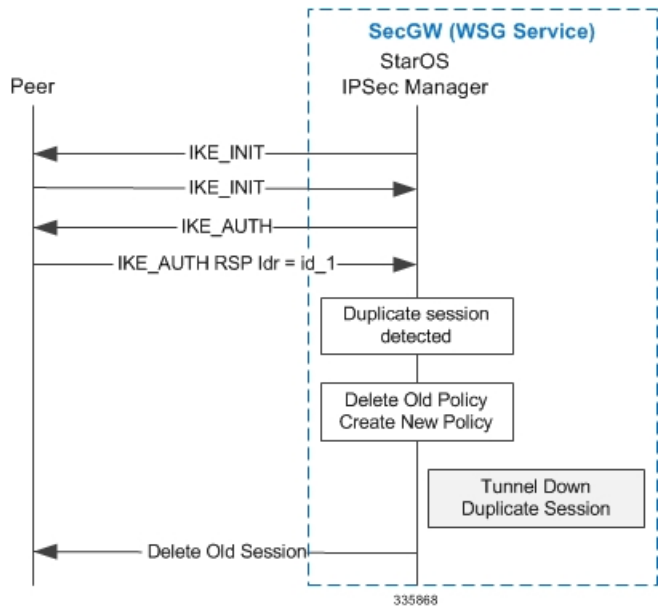 SecGW (WSG Service)
StarOS
IPSec Manager
Peer
IKE_INIT
IKE_INIT
IKE_AUTH
IKE_AUTH RSP Idr = id_1
Duplicate session
detected
Delete Old Policy
Create New Policy
Tunnel Down
Duplicate Session
Delete Old Session
335868